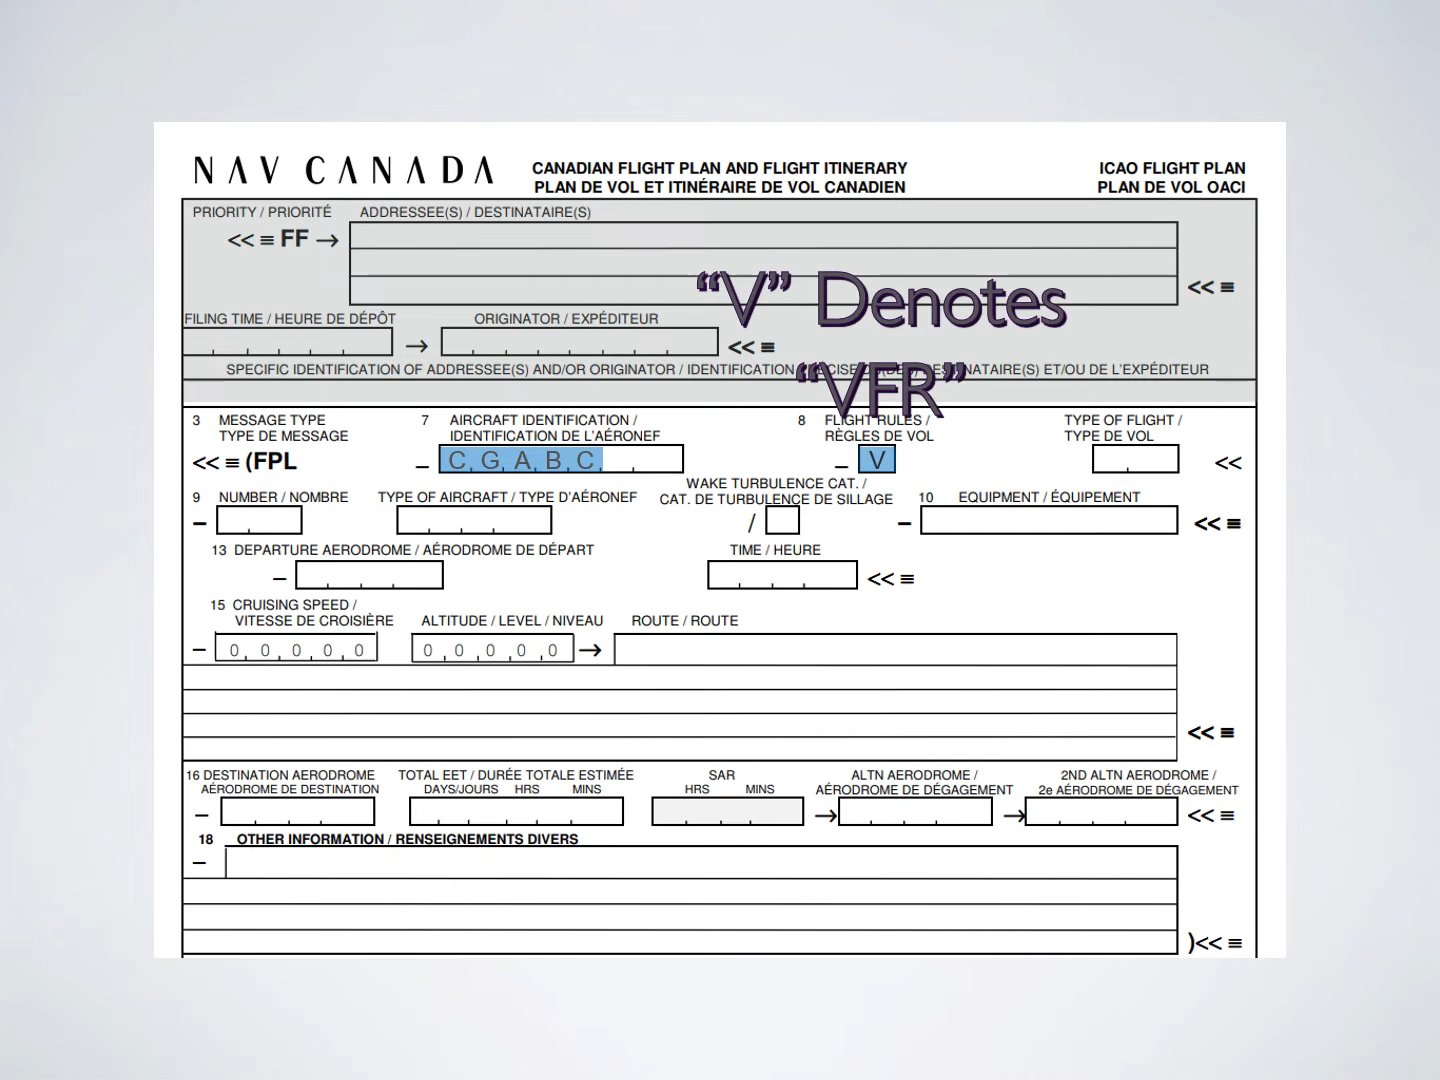 NAV CANADA
CANADIAN FLIGHT PLAN AND FLIGHT ITINERARY
PLAN DE VOL ET ITINÉRAIRE DE VOL CANADIEN
ICAO FLIGHT PLAN
PLAN DE VOL OACI
PRIORITY / PRIORITÉ
ADDRESSEE(S) / DESTINATAIRE(S)
<< ≡ FF →
<< ≡
“V” Denotes
“VFR”
FILING TIME / HEURE DE DÉPÔT
ORIGINATOR / EXPÉDITEUR
→
<< ≡
SPECIFIC IDENTIFICATION OF ADDRESSEE(S) AND/OR ORIGINATOR / IDENTIFICATION ET/OU DE L'EXPÉDITEUR
3 MESSAGE TYPE
TYPE DE MESSAGE
<< ≡ (FPL
7 AIRCRAFT IDENTIFICATION /
IDENTIFICATION DE L'AÉRONEF
– C G A B C
8 FLIGHT RULES /
RÈGLES DE VOL
– V
TYPE OF FLIGHT /
TYPE DE VOL
<<
9 NUMBER / NOMBRE
–
TYPE OF AIRCRAFT / TYPE D'AÉRONEF
WAKE TURBULENCE CAT. /
CAT. DE TURBULENCE DE SILLAGE
/
10 EQUIPMENT / ÉQUIPEMENT
– << ≡
13 DEPARTURE AERODROME / AÉRODROME DE DÉPART
–
TIME / HEURE
<< ≡
15 CRUISING SPEED /
VITESSE DE CROISIÈRE
– 0 0 0 0 0
ALTITUDE / LEVEL / NIVEAU
0 0 0 0 0 →
ROUTE / ROUTE
<< ≡
16 DESTINATION AERODROME
AÉRODROME DE DESTINATION
–
TOTAL EET / DURÉE TOTALE ESTIMÉE
DAYS/JOURS HRS MINS
SAR
HRS MINS
→
ALTN AERODROME /
AÉRODROME DE DÉGAGEMENT
→
2ND ALTN AERODROME /
2e AÉRODROME DE DÉGAGEMENT
<< ≡
18 OTHER INFORMATION / RENSEIGNEMENTS DIVERS
–
)<< ≡